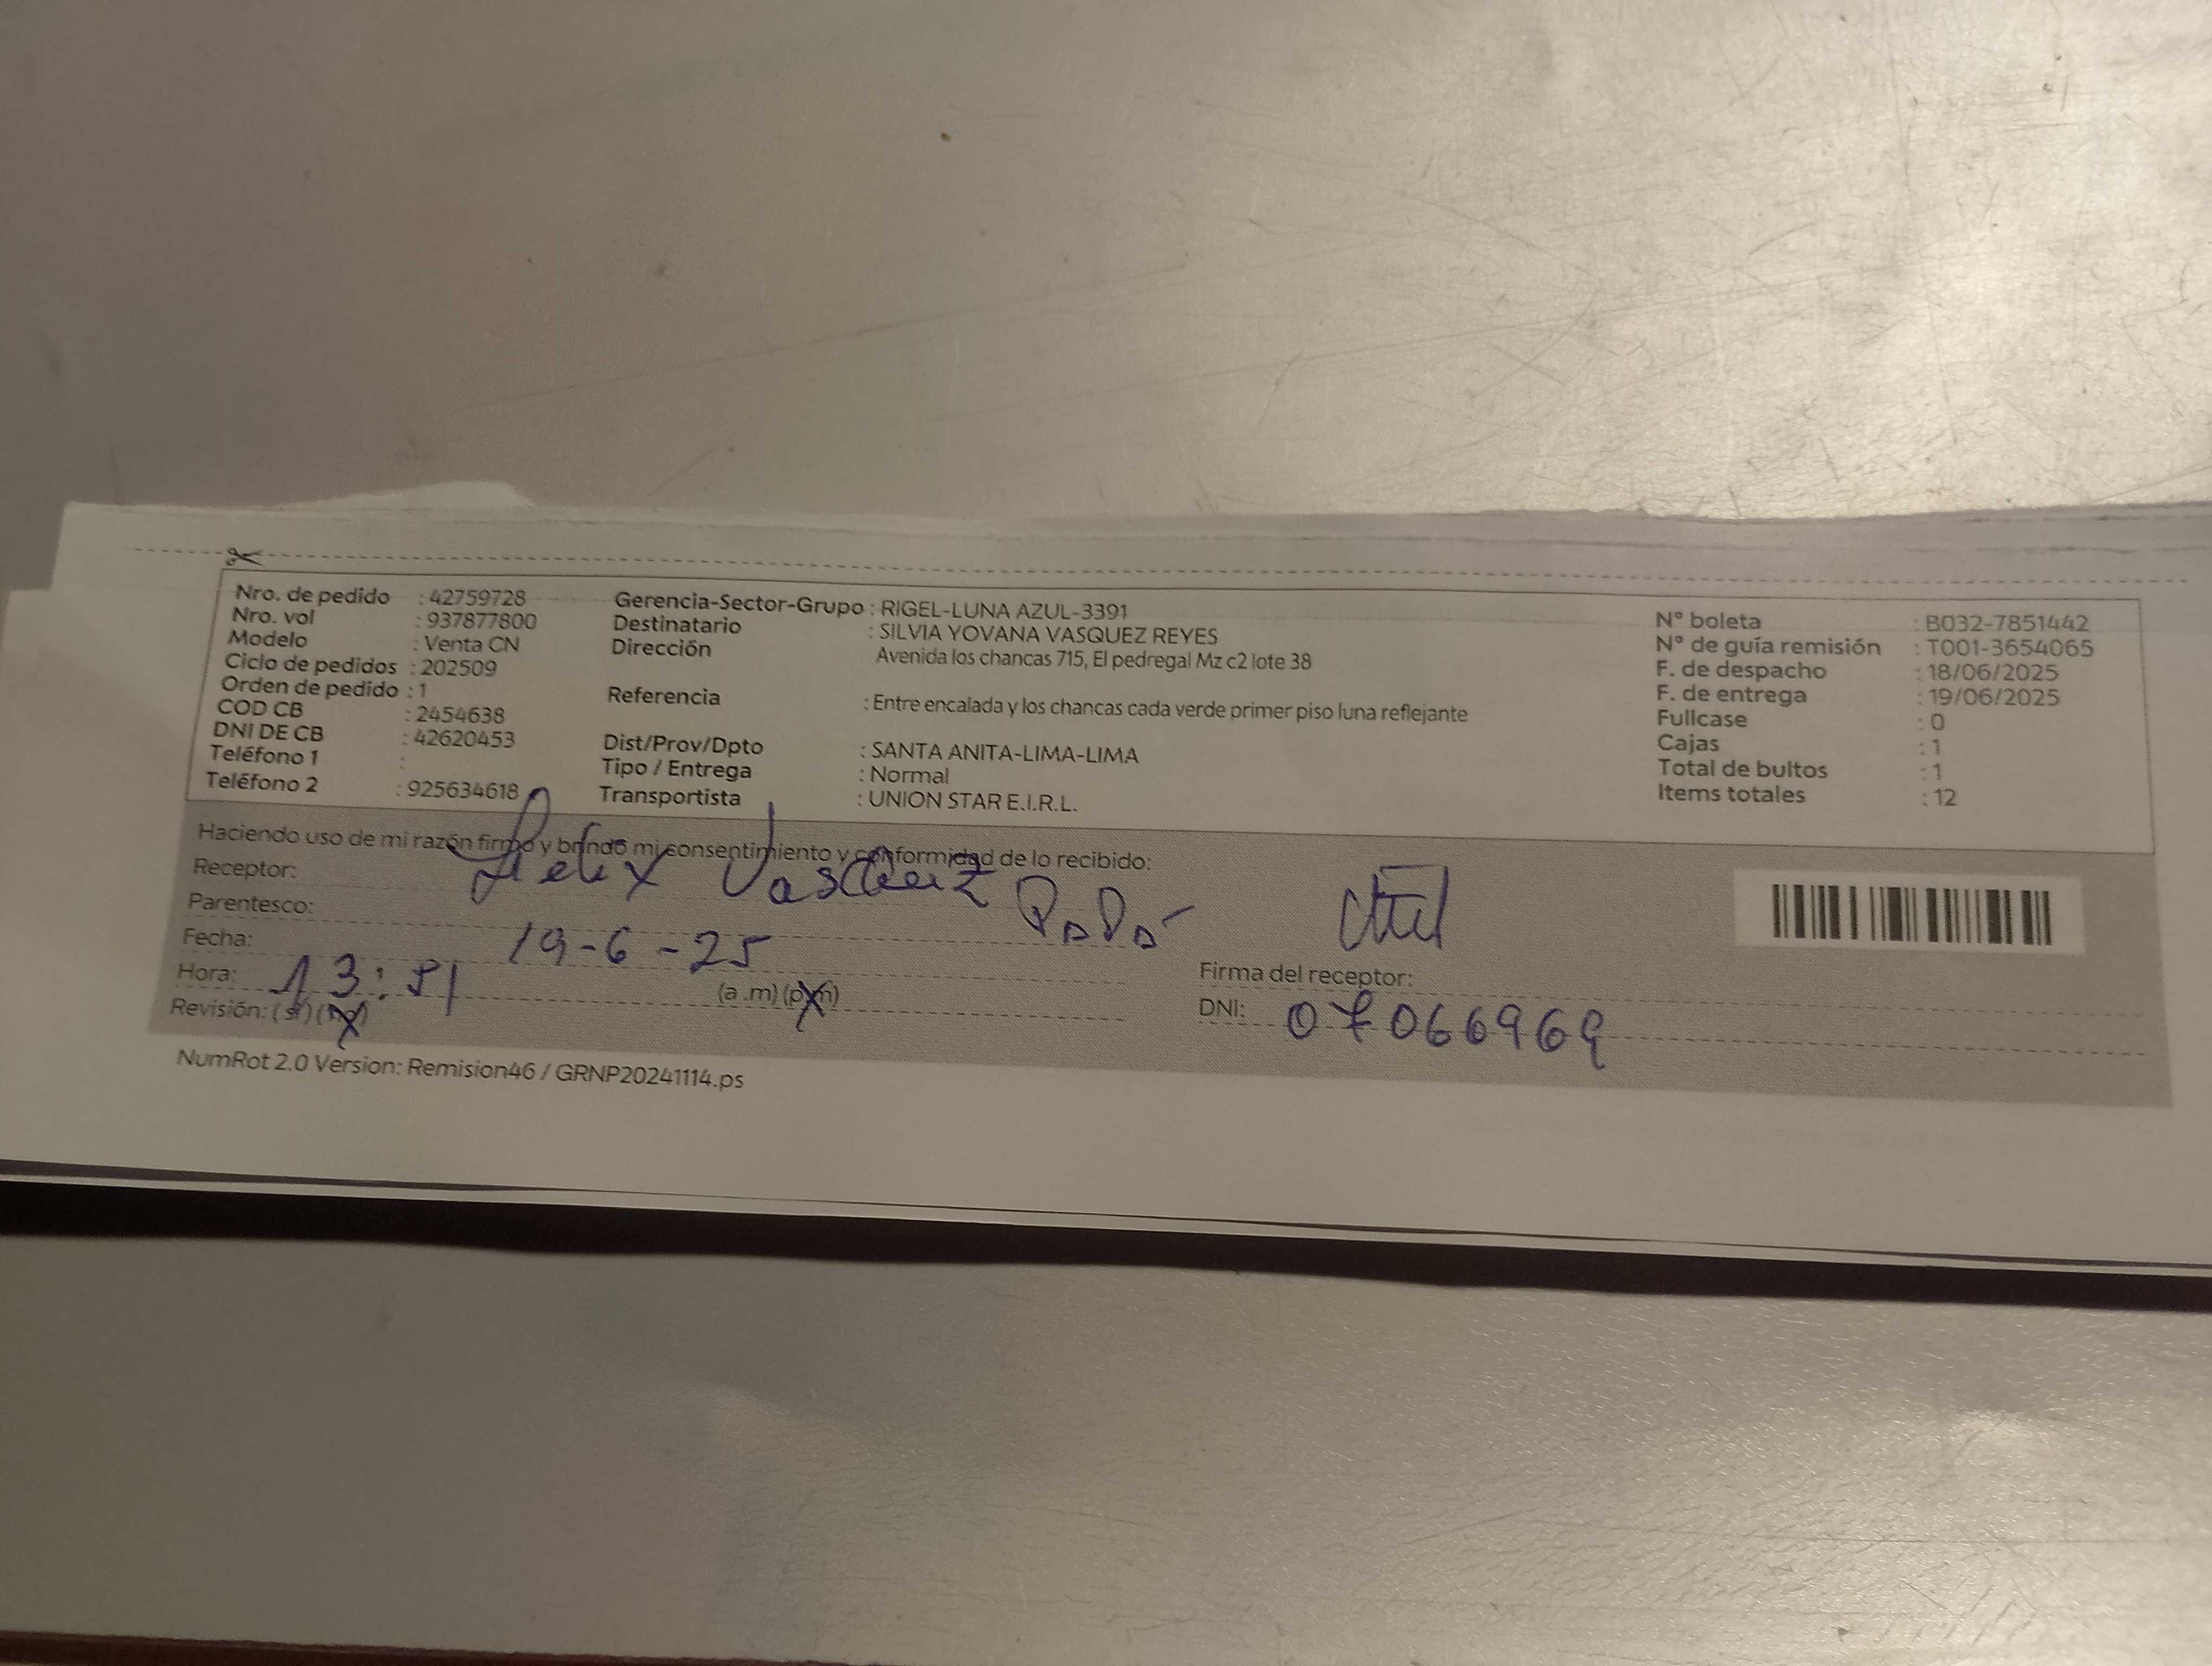 Nro. de pedido : 42759728
Nro. vol : 937877800
Modelo : Venta CN
Ciclo de pedidos : 202509
Orden de pedido : 1
COD CB : 2454638
DNI DE CB : 42620453
Teléfono 1 :
Teléfono 2 : 925634618
Gerencia-Sector-Grupo : RIGEL-LUNA AZUL-3391
Destinatario : SILVIA YOVANA VASQUEZ REYES
Dirección Avenida los chancas 715, El pedregal Mz c2 lote 38
Referencia : Entre encalada y los chancas cada verde primer piso luna reflejante
Dist/Prov/Dpto : SANTA ANITA-LIMA-LIMA
Tipo / Entrega : Normal
Transportista : UNION STAR E.I.R.L.
N° boleta : B032-7851442
N° de guía remisión : T001-3654065
F. de despacho : 18/06/2025
F. de entrega : 19/06/2025
Fullcase : 0
Cajas : 1
Total de bultos : 1
Items totales : 12
Haciendo uso de mi razón firmo y brindo mi consentimiento y conformidad de lo recibido:
Receptor: Felix Vasquez
Parentesco: Papá
Fecha: 19-6-25
Hora: 13:51 (a.m) (p.m)
Revisión: (si) (no)
Firma del receptor:
DNI: 07066969
NumRot 2.0 Version: Remision46 / GRNP20241114.ps